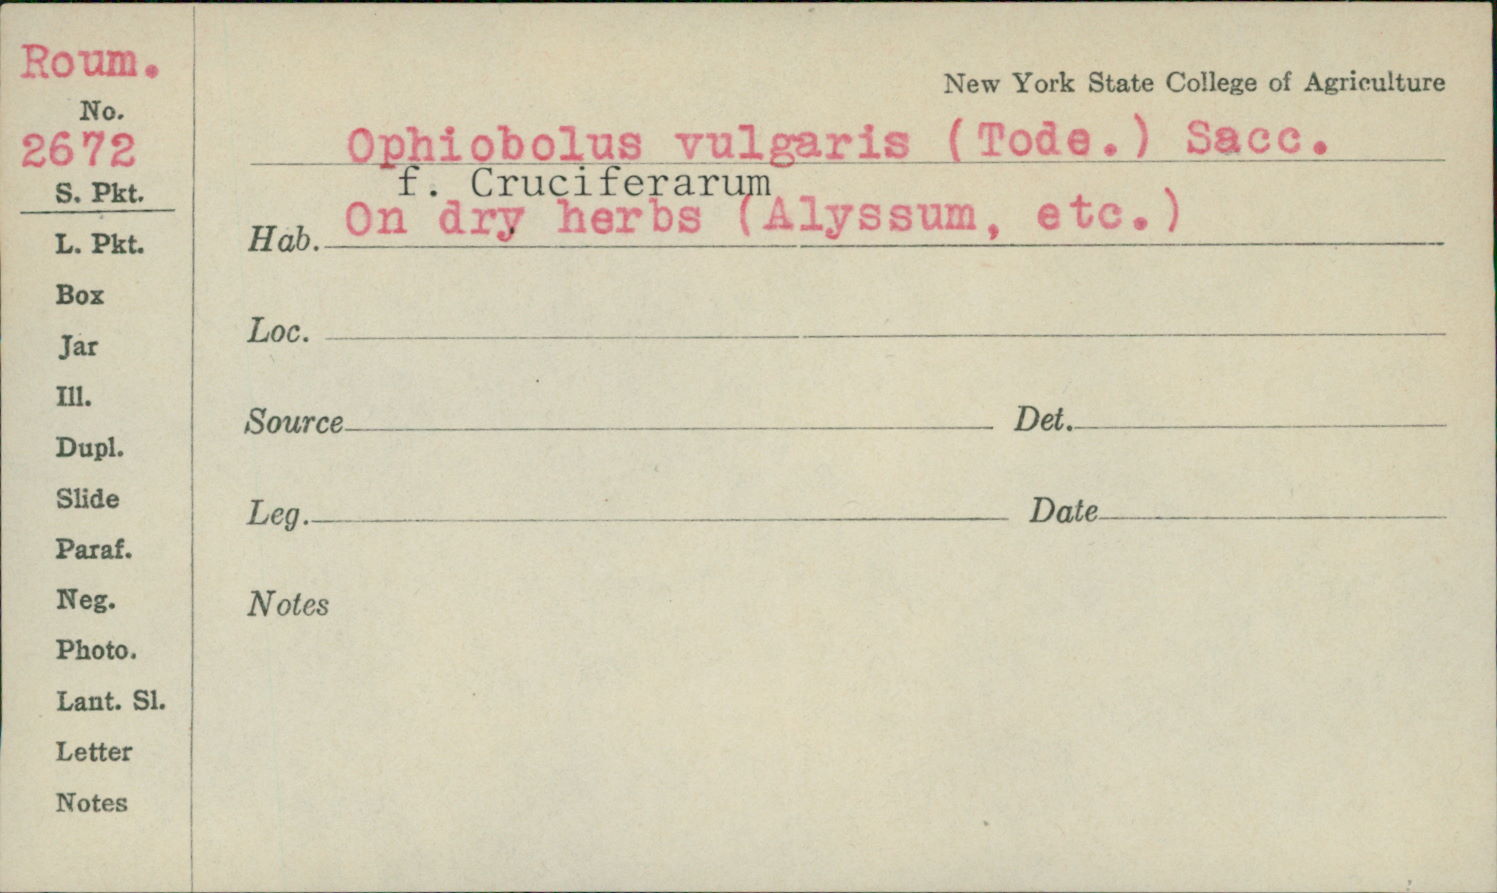 Roum.
New York State College of Agriculture
No.
2672
Ophiobolus vulgaris (Tode.) Sacc.
f. Cruciferarum
S. Pkt.
Hab. On dry herbs (Alyssum, etc.)
L. Pkt.
Box
Loc.
Jar
Ill.
Source Det.
Dupl.
Slide
Leg. Date
Paraf.
Neg.
Notes
Photo.
Lant. Sl.
Letter
Notes